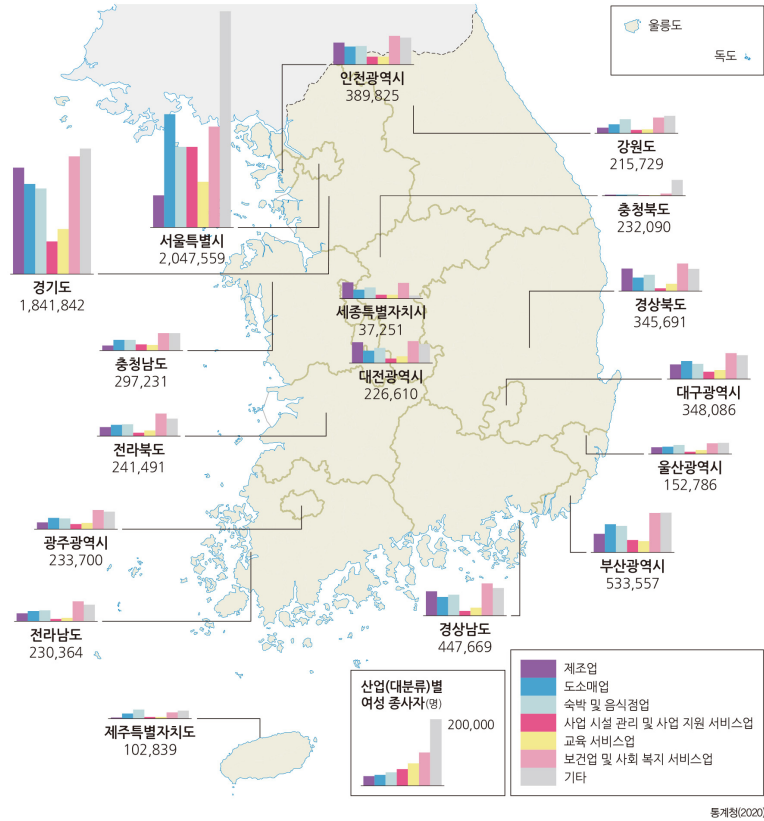 울릉도
독도
인천광역시
389,825
강원도
215,729
서울특별시
2,047,559
충청북도
232,090
경기도
1,841,842
세종특별자치시
37,251
경상북도
345,691
충청남도
297,231
대전광역시
226,610
대구광역시
348,086
전라북도
241,491
울산광역시
152,786
광주광역시
233,700
부산광역시
533,557
전라남도
230,364
경상남도
447,669
제주특별자치도
102,839
산업(대분류)별
여성 종사자(명)
200,000
제조업
도소매업
숙박 및 음식점업
사업 시설 관리 및 사업 지원 서비스업
교육 서비스업
보건업 및 사회 복지 서비스업
기타
통계청(2020)